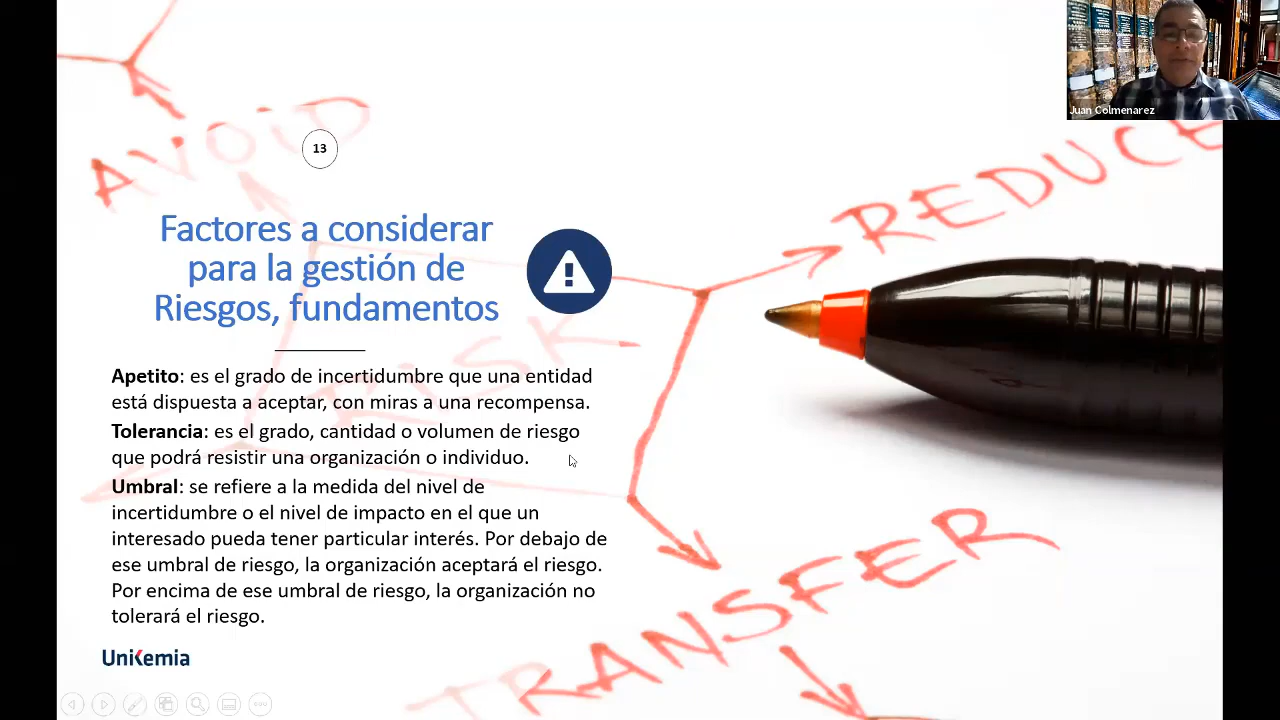 Juan Colmenarez
AVOID
REDUCE
13
Factores a considerar
para la gestión de
Riesgos, fundamentos
RISK
Apetito: es el grado de incertidumbre que una entidad
está dispuesta a aceptar, con miras a una recompensa.
Tolerancia: es el grado, cantidad o volumen de riesgo
que podrá resistir una organización o individuo.
Umbral: se refiere a la medida del nivel de
incertidumbre o el nivel de impacto en el que un
interesado pueda tener particular interés. Por debajo de
ese umbral de riesgo, la organización aceptará el riesgo.
Por encima de ese umbral de riesgo, la organización no
tolerará el riesgo.
TRANSFER
UniKemia